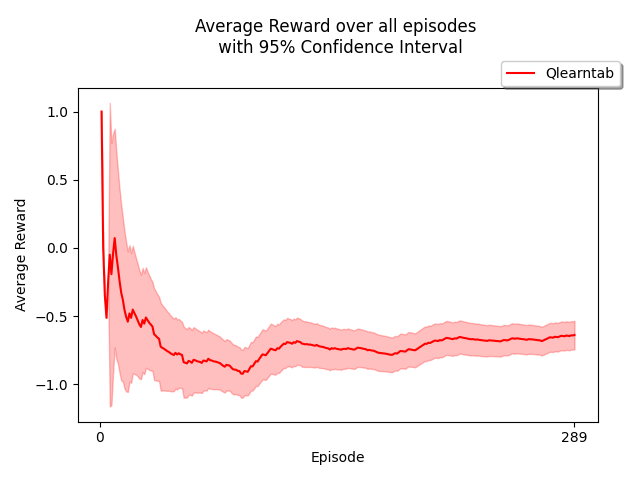 Average Reward over all episodes
with 95% Confidence Interval
Qlearntab
1.0
0.5
0.0
−0.5
−1.0
Average Reward
0
289
Episode